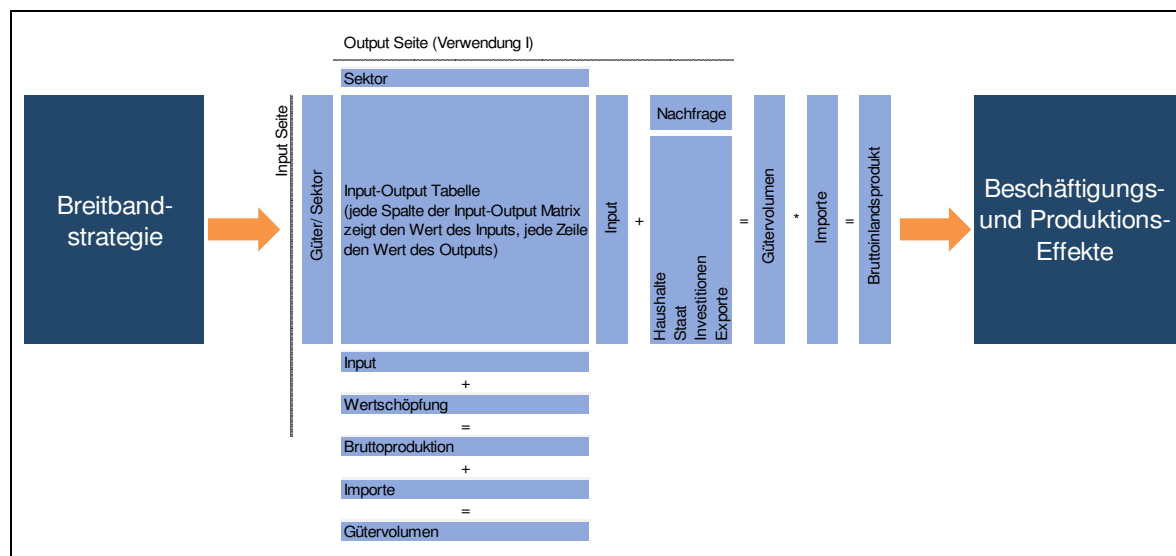 Output Seite (Verwendung I)
Sektor
Input Seite
Breitband-
strategie
Güter/ Sektor
Input-Output Tabelle
(jede Spalte der Input-Output Matrix
zeigt den Wert des Inputs, jede Zeile
den Wert des Outputs)
Input
+
Nachfrage
Haushalte
Staat
Investitionen
Exporte
=
Gütervolumen
*
Importe
=
Bruttoinlandsprodukt
Beschäftigungs-
und Produktions-
Effekte
Input
+
Wertschöpfung
=
Bruttoproduktion
+
Importe
=
Gütervolumen